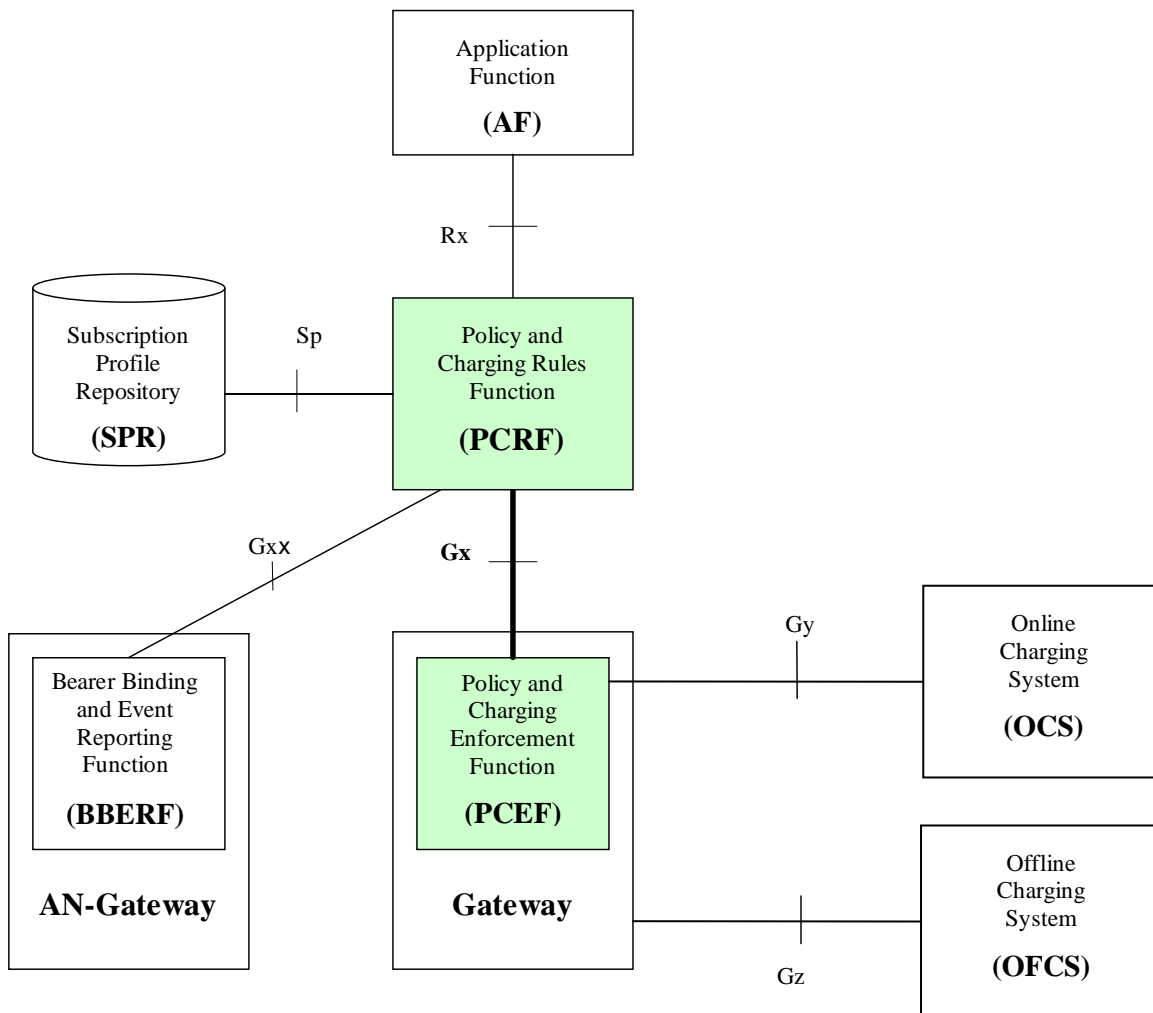 Application
Function
(AF)
Rx
Subscription
Profile
Repository
(SPR)
Sp
Policy and
Charging Rules
Function
(PCRF)
Gxx
Gx
Bearer Binding
and Event
Reporting
Function
(BBERF)
AN-Gateway
Policy and
Charging
Enforcement
Function
(PCEF)
Gateway
Gy
Online
Charging
System
(OCS)
Gz
Offline
Charging
System
(OFCS)